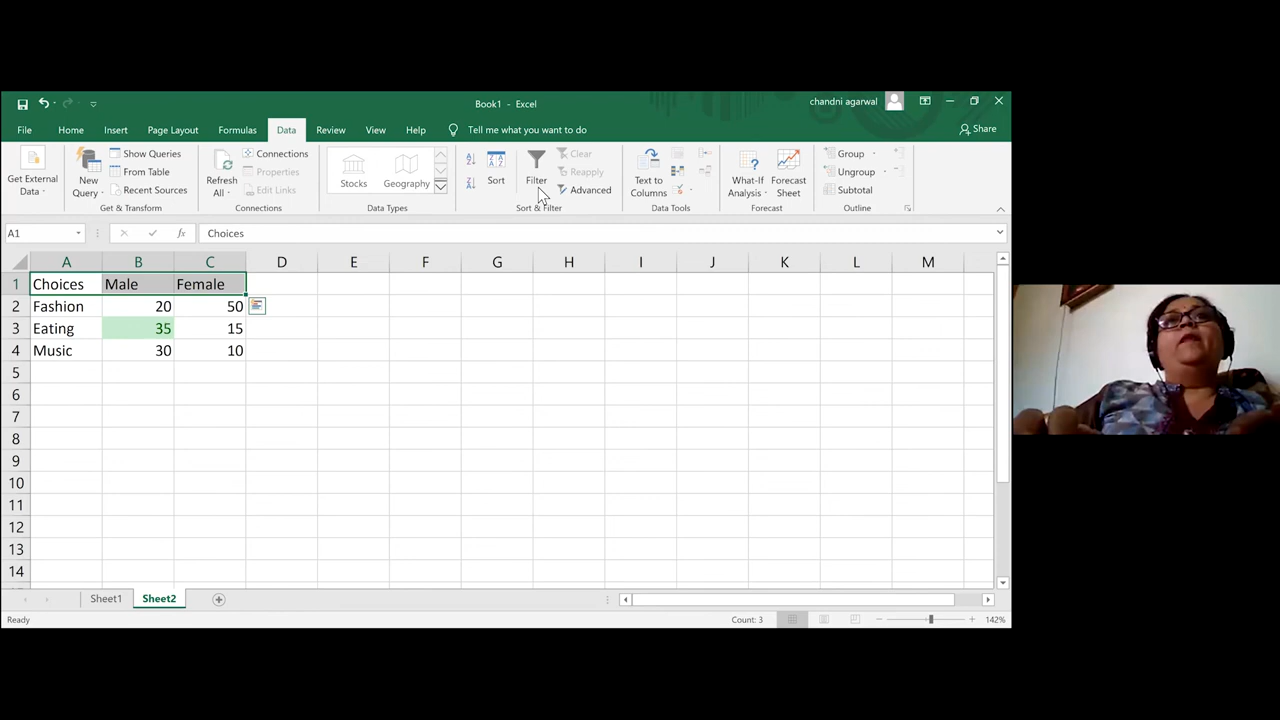 Book1 - Excel
chandni agarwal
File Home Insert Page Layout Formulas Data Review View Help Tell me what you want to do
Share
Get External Data
New Query
Show Queries
From Table
Recent Sources
Get & Transform
Refresh All
Connections
Properties
Edit Links
Connections
Stocks
Geography
Data Types
Sort
Filter
Clear
Reapply
Advanced
Sort & Filter
Text to Columns
Data Tools
What-If Analysis
Forecast Sheet
Forecast
Group
Ungroup
Subtotal
Outline
A1 fx Choices
A B C D E F G H I J K L M
1 Choices Male Female
2 Fashion 20 50
3 Eating 35 15
4 Music 30 10
5
6
7
8
9
10
11
12
13
14
Sheet1 Sheet2
Ready Count: 3 142%